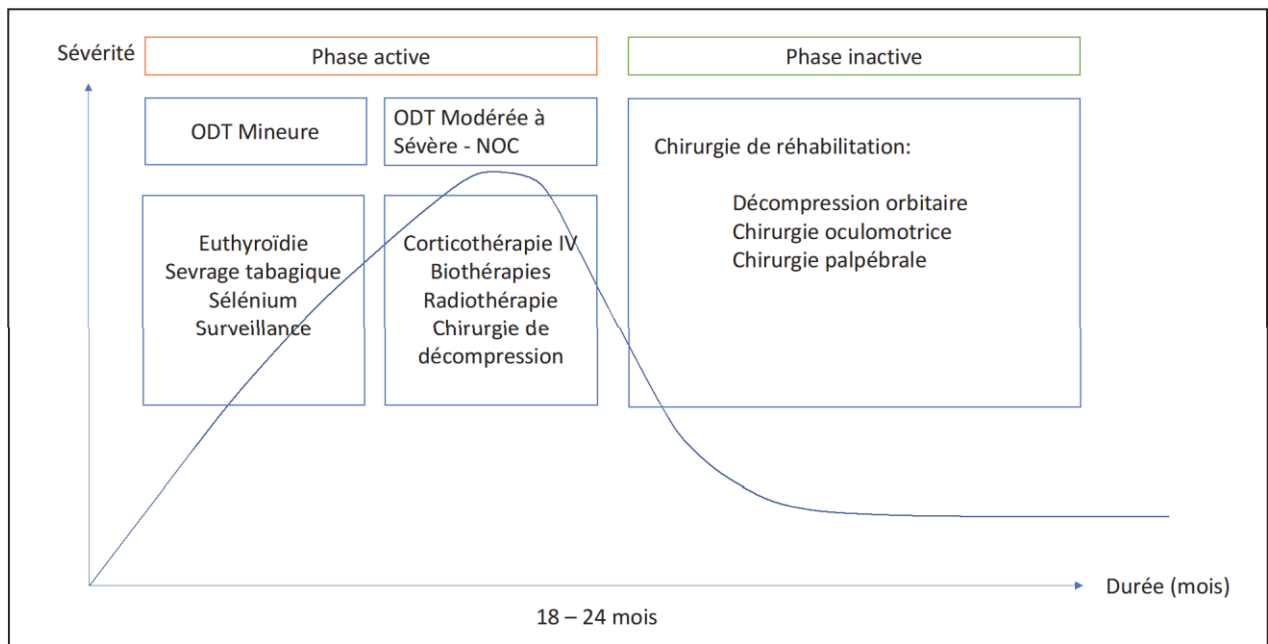 Sévérité
Phase active
Phase inactive
ODT Mineure
ODT Modérée à
Sévère - NOC
Euthyroïdie
Sevrage tabagique
Sélénium
Surveillance
Corticothérapie IV
Biothérapies
Radiothérapie
Chirurgie de
décompression
Chirurgie de réhabilitation:
Décompression orbitaire
Chirurgie oculomotrice
Chirurgie palpébrale
Durée (mois)
18 – 24 mois